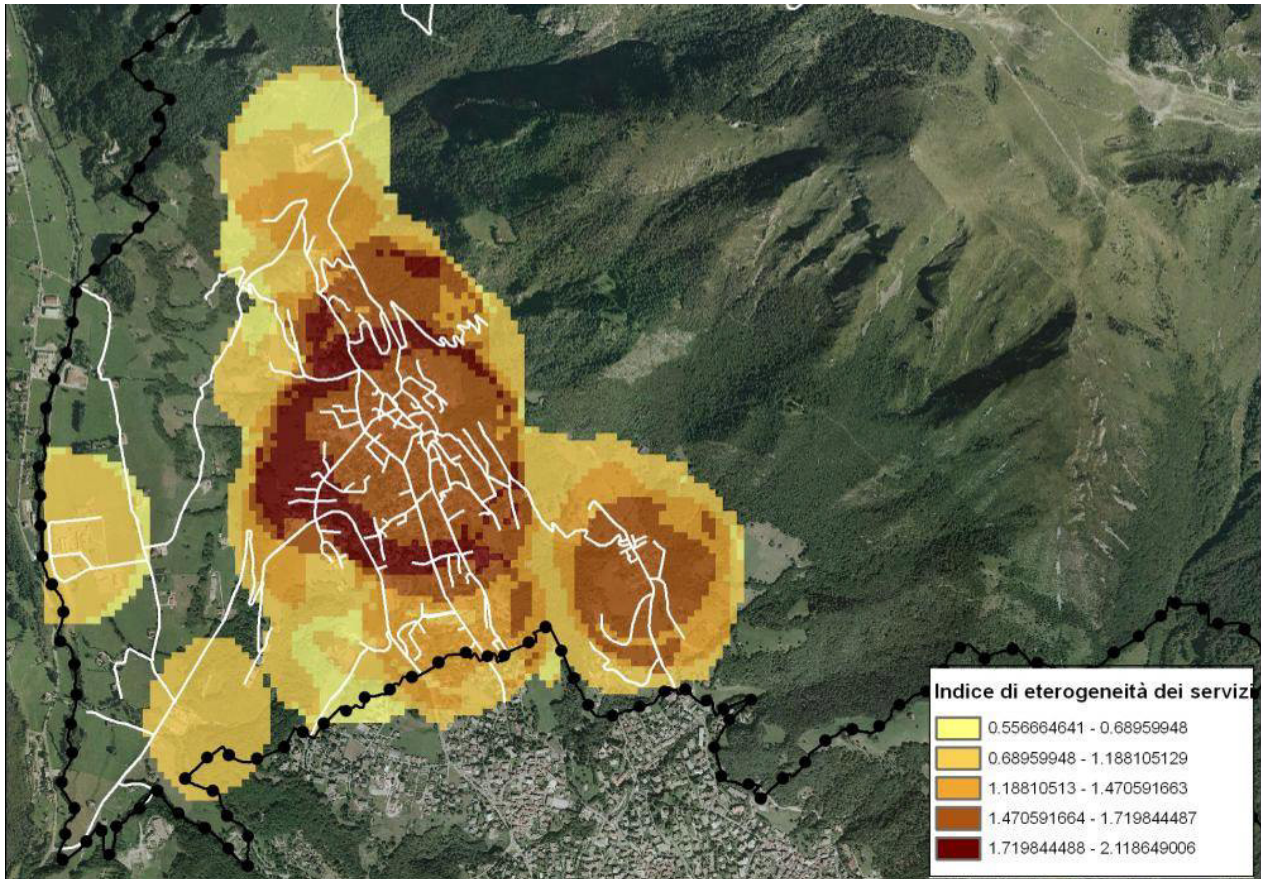 Indice di eterogeneità dei servizi
0.556664641 - 0.68959948
0.68959948 - 1.188105129
1.18810513 - 1.470591663
1.470591664 - 1.719844487
1.719844488 - 2.118649006